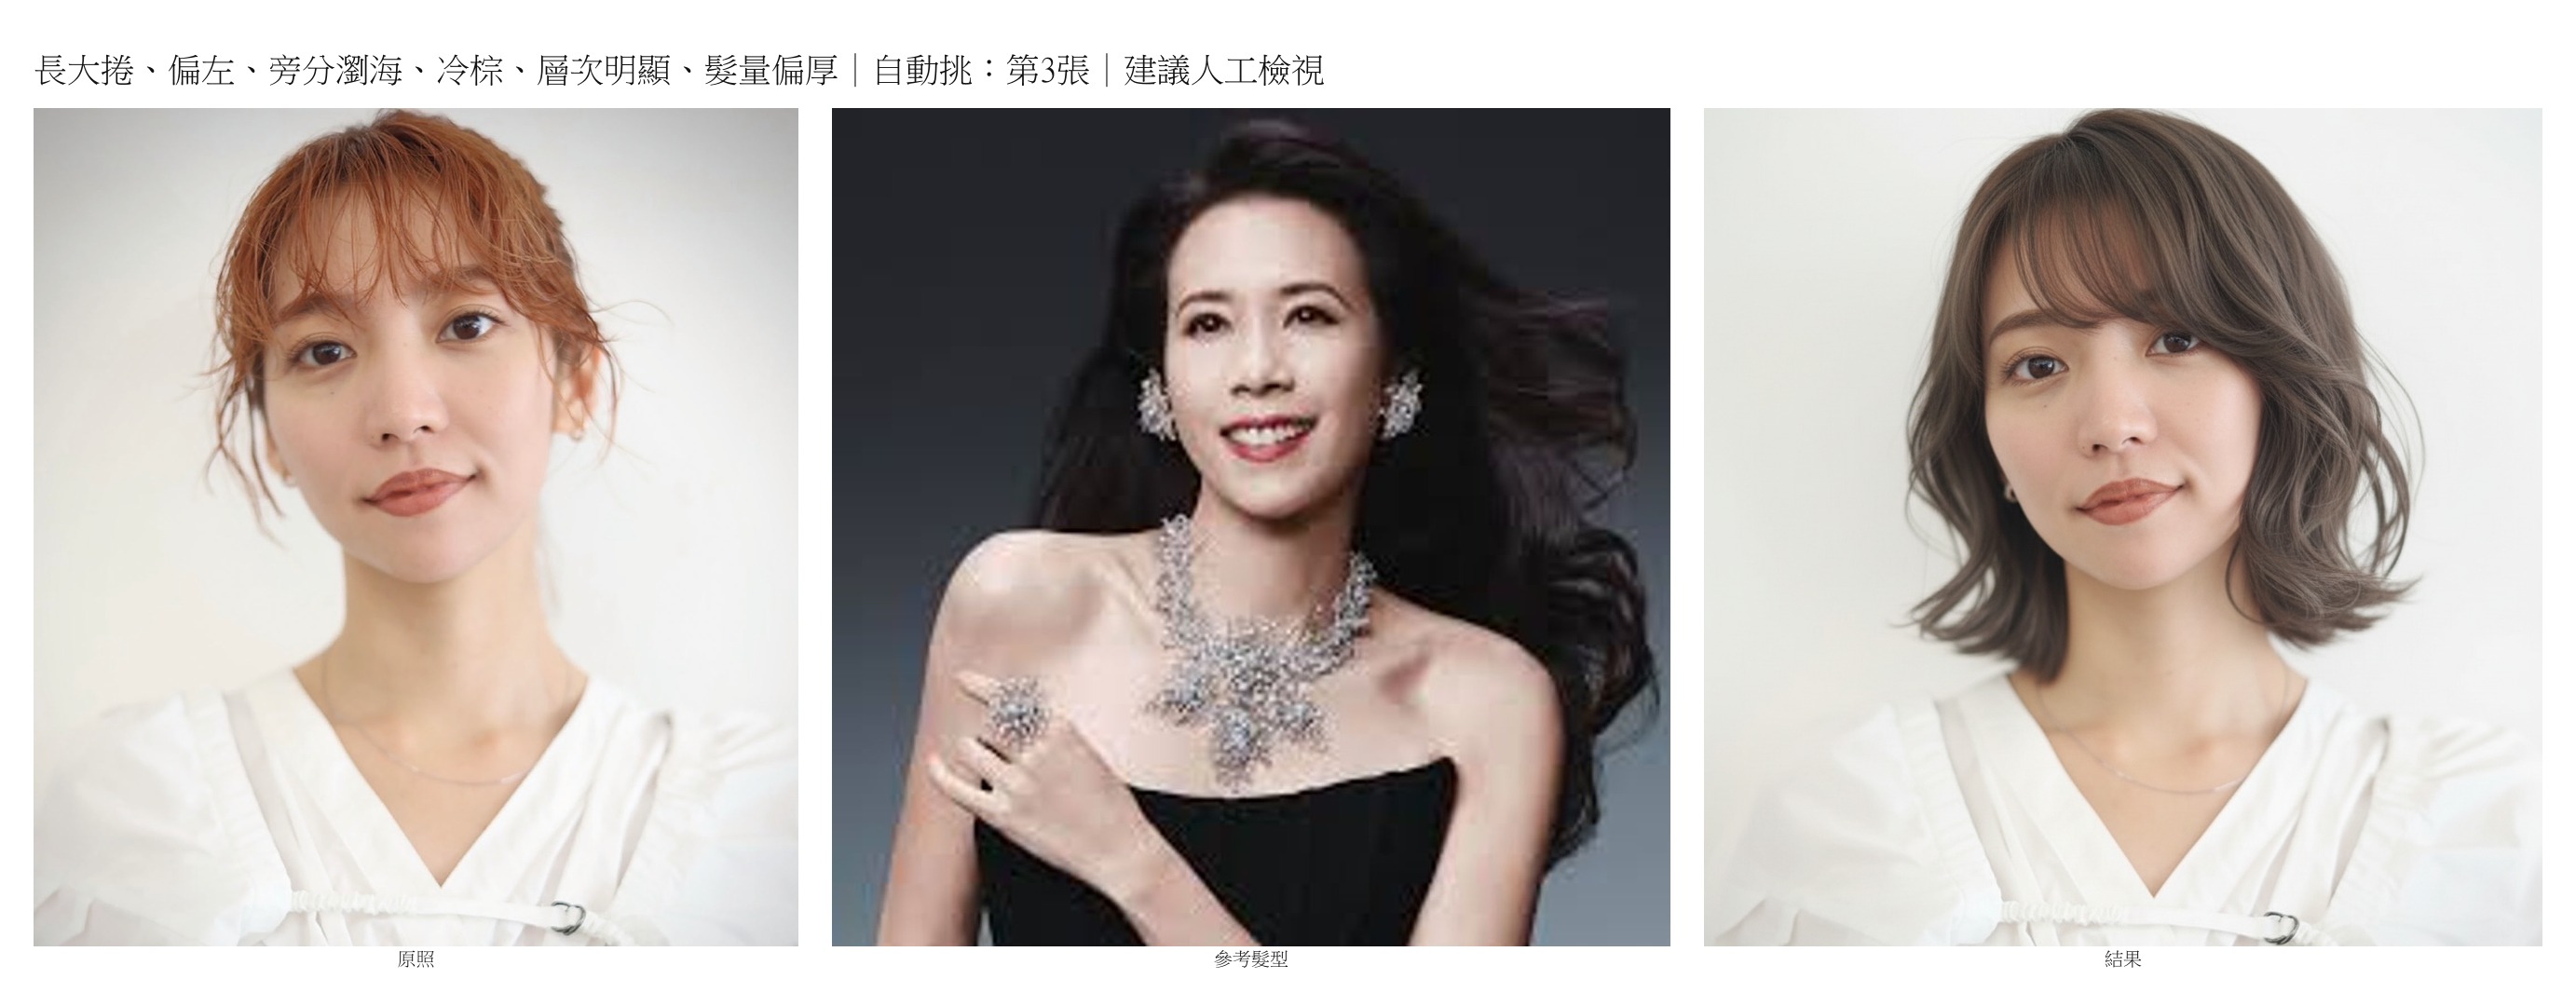 長大捲、偏左、旁分瀏海、冷棕、層次明顯、髮量偏厚｜自動挑：第3張｜建議人工檢視
原照
參考髮型
結果